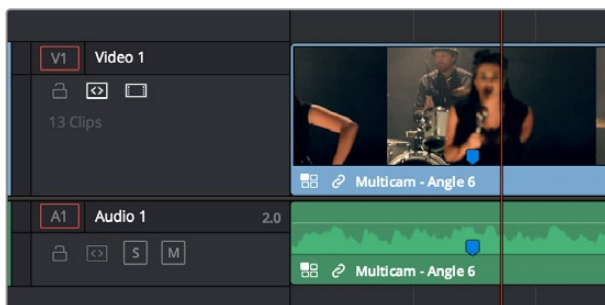 V1 Video 1
13 Clips
Multicam - Angle 6
A1 Audio 1 2.0
S M
Multicam - Angle 6